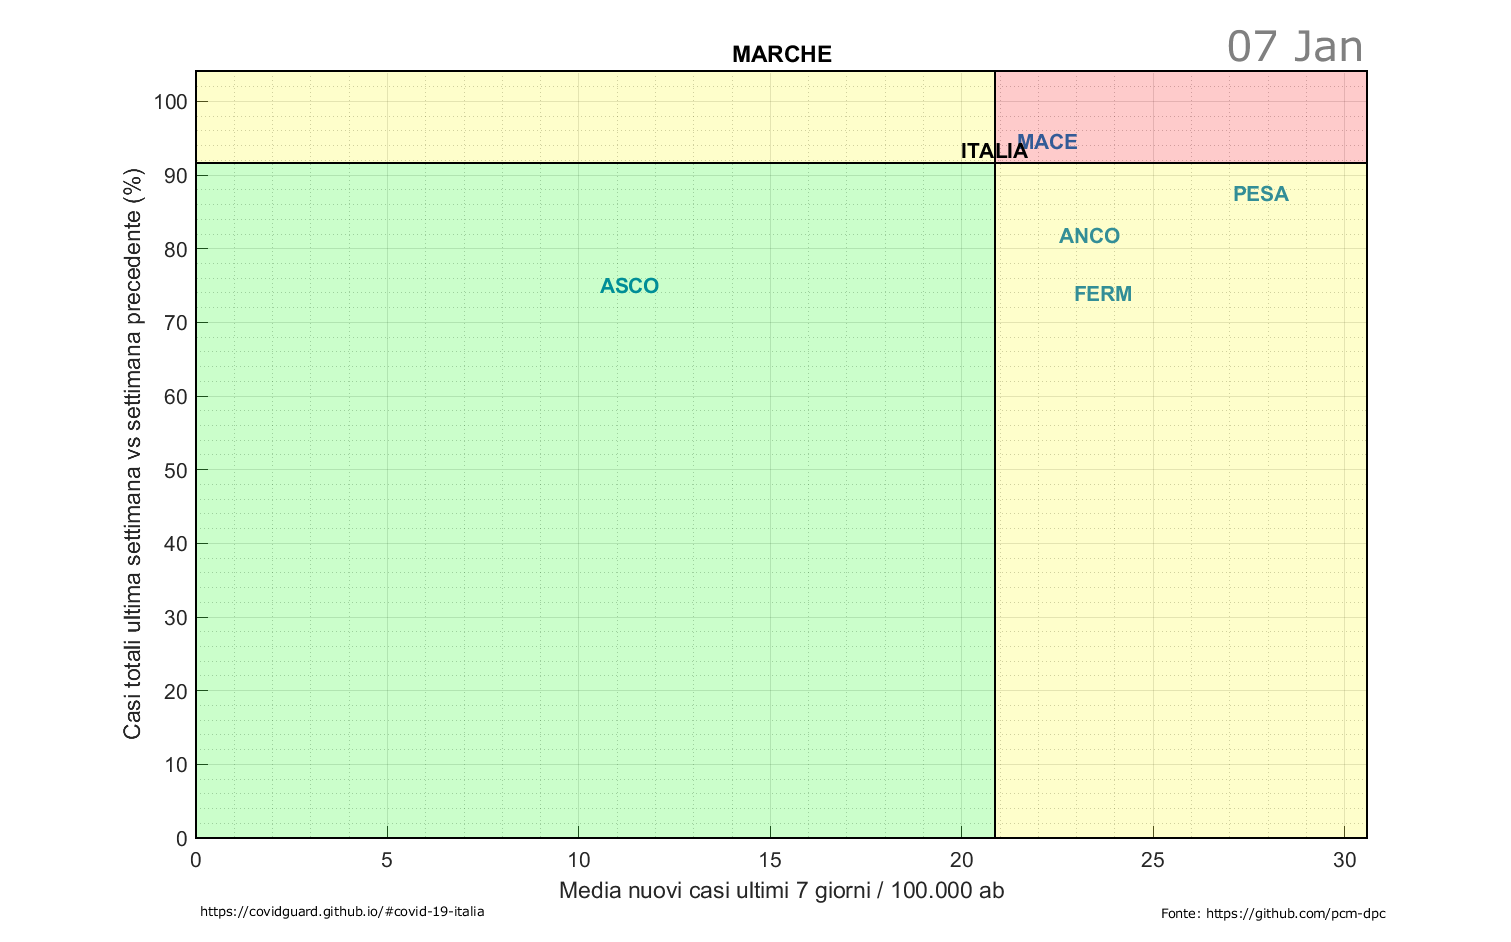 07 Jan
MARCHE
100
90
80
70
60
50
40
30
20
10
0
Casi totali ultima settimana vs settimana precedente (%)
MACE
ITALIA
PESA
ANCO
ASCO
FERM
0 5 10 15 20 25 30
Media nuovi casi ultimi 7 giorni / 100.000 ab
https://covidguard.github.io/#covid-19-italia
Fonte: https://github.com/pcm-dpc